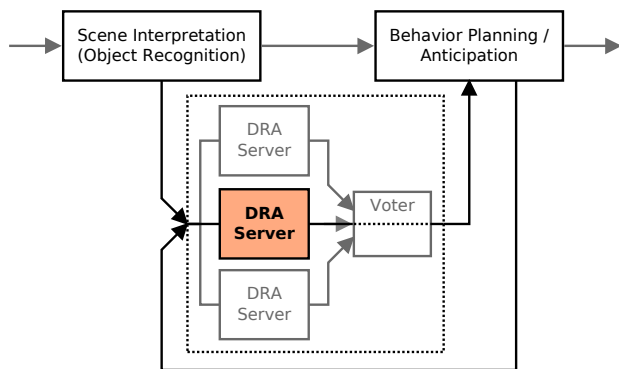 Scene Interpretation
(Object Recognition)
Behavior Planning /
Anticipation
DRA
Server
DRA
Server
Voter
DRA
Server